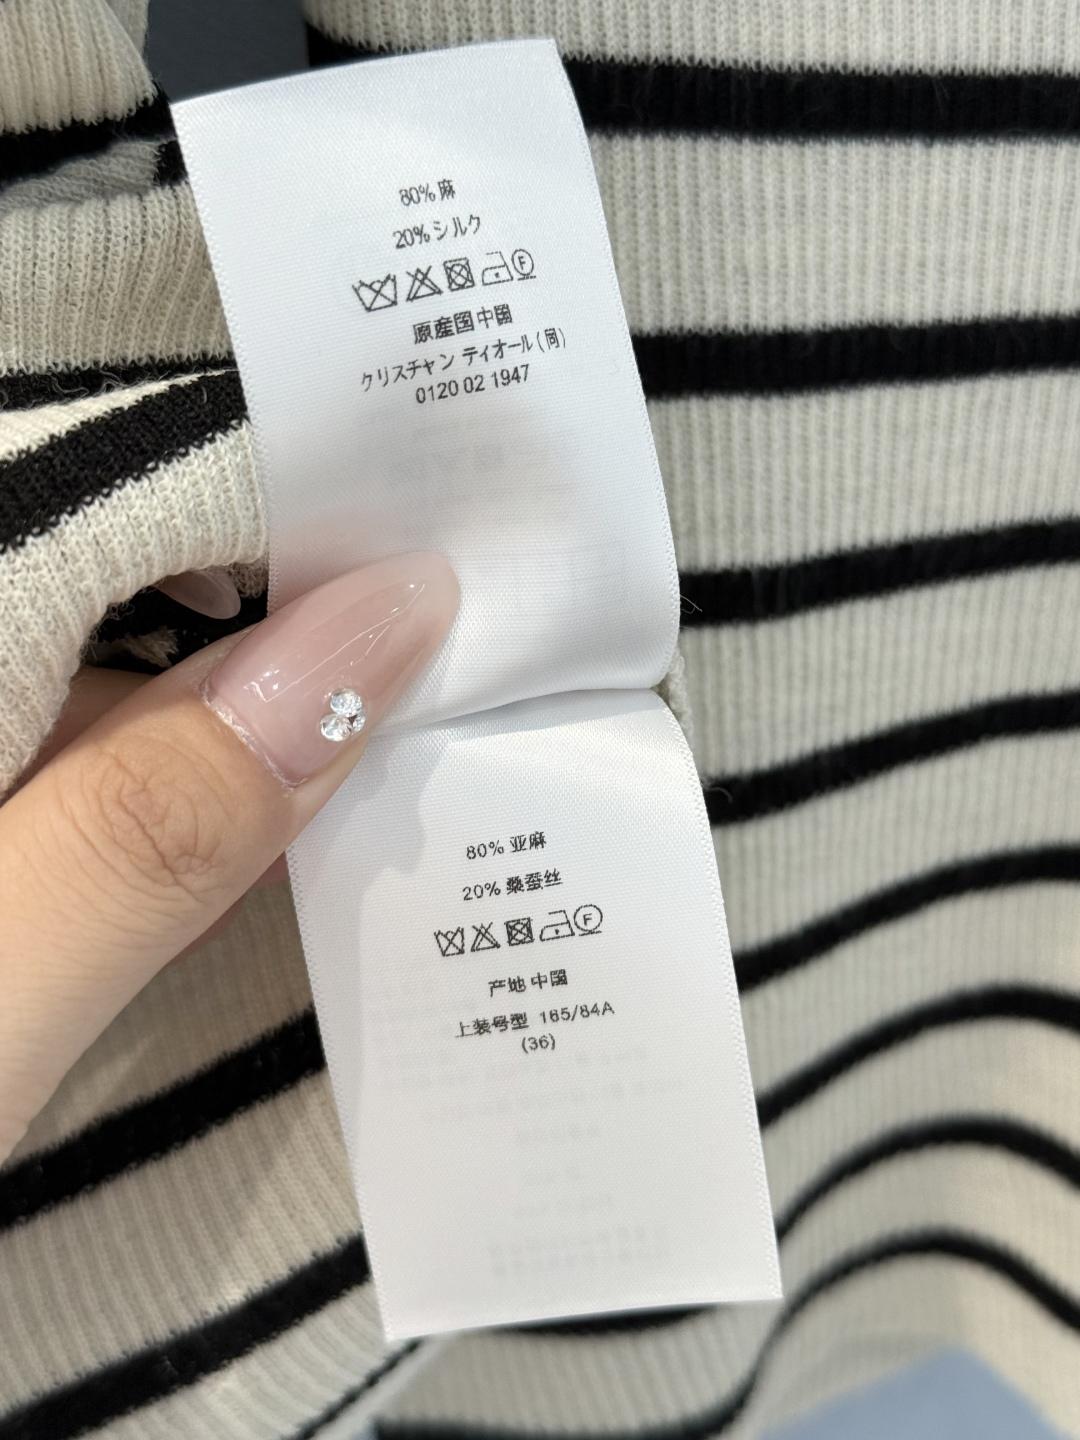 80% 麻
20% シルク
F
原産国中国
クリスチャン ディオール(同)
0120 02 1947
80% 亚麻
20% 桑蚕丝
F
产地 中国
上装号型 165/84A
(36)